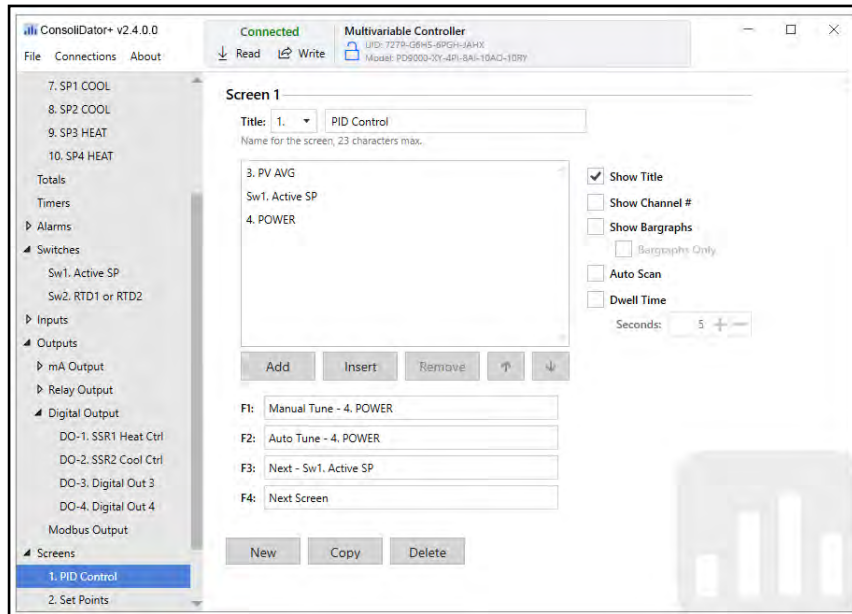 ConsoliDator+ v2.4.0.0
File Connections About
Connected
Read Write
Multivariable Controller
Model: PD9000-XY-4PI-8AI-10AO-10RY
7. SP1 COOL
8. SP2 COOL
9. SP3 HEAT
10. SP4 HEAT
Totals
Timers
Alarms
Switches
Sw1. Active SP
Sw2. RTD1 or RTD2
Inputs
Outputs
mA Output
Relay Output
Digital Output
DO-1. SSR1 Heat Ctrl
DO-2. SSR2 Cool Ctrl
DO-3. Digital Out 3
DO-4. Digital Out 4
Modbus Output
Screens
1. PID Control
2. Set Points
Screen 1
Title: 1. PID Control
Name for the screen, 23 characters max.
3. PV AVG
Sw1. Active SP
4. POWER
Show Title
Show Channel #
Show Bargraphs
Bargraphs Only
Auto Scan
Dwell Time
Seconds: 5
Add Insert Remove
F1: Manual Tune - 4. POWER
F2: Auto Tune - 4. POWER
F3: Next - Sw1. Active SP
F4: Next Screen
New Copy Delete